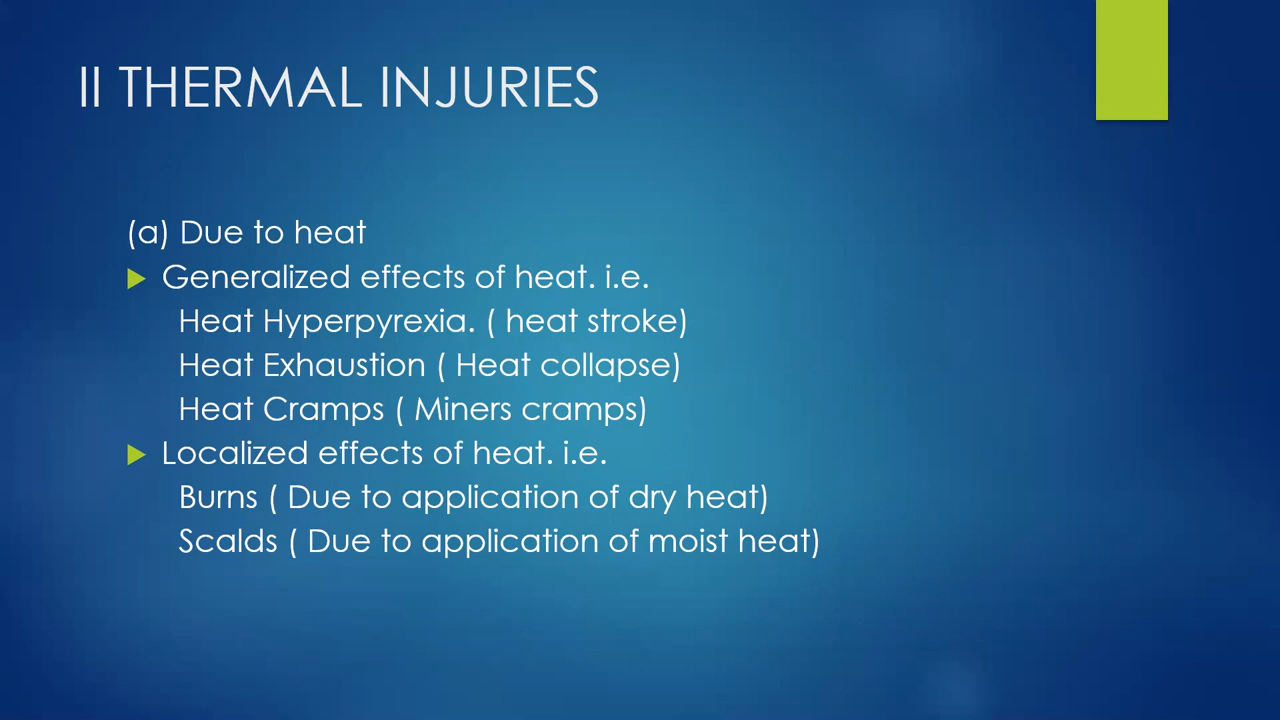 II THERMAL INJURIES
(a) Due to heat
Generalized effects of heat. i.e.
Heat Hyperpyrexia. ( heat stroke)
Heat Exhaustion ( Heat collapse)
Heat Cramps ( Miners cramps)
Localized effects of heat. i.e.
Burns ( Due to application of dry heat)
Scalds ( Due to application of moist heat)